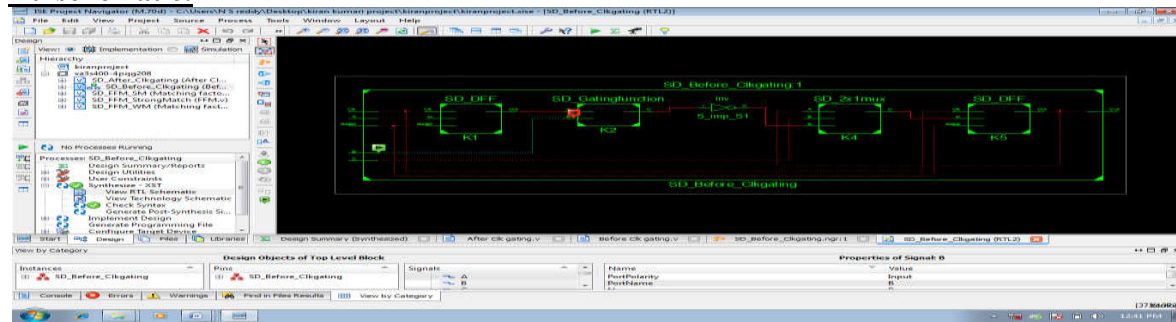 ISE Project Navigator (M.70d) - C:\Users\N S reddy\Desktop\kiran kumari project\kiranproject\kiranproject.xise - [SD_Before_Clkgating (RTL2)]
File Edit View Project Source Process Tools Window Layout Help
Design
View: Implementation Simulation
Hierarchy
kiranproject
xa3s400-4pqg208
SD_After_Clkgating (After Cl...
SD_Before_Clkgating (Bef...
SD_FFM_SM (Matching facto...
SD_FFM_StrongMatch (FFM.v)
SD_FFM_WM (Matching fact...
No Processes Running
Processes: SD_Before_Clkgating
Design Summary/Reports
Design Utilities
User Constraints
Synthesize - XST
View RTL Schematic
View Technology Schematic
Check Syntax
Generate Post-Synthesis Si...
Implement Design
Generate Programming File
Configure Target Device
SD_Before_Clkgating:1
SD_DFF
SD_Gatingfunction
inv
SD_2x1mux
SD_DFF
K1
K2
S_imp_S1
K4
K5
SD_Before_Clkgating
Start Design Files Libraries Design Summary (Synthesized) After Clk gating.v Before Clk gating.v SD_Before_Clkgating.ngr:1 SD_Before_Clkgating (RTL2)
View by Category
Design Objects of Top Level Block
Properties of Signal: B
Instances Pins Signals Name Value
SD_Before_Clkgating SD_Before_Clkgating A PortPolarity Input
B PortName B
Console Errors Warnings Find in Files Results View by Category
12:41 PM